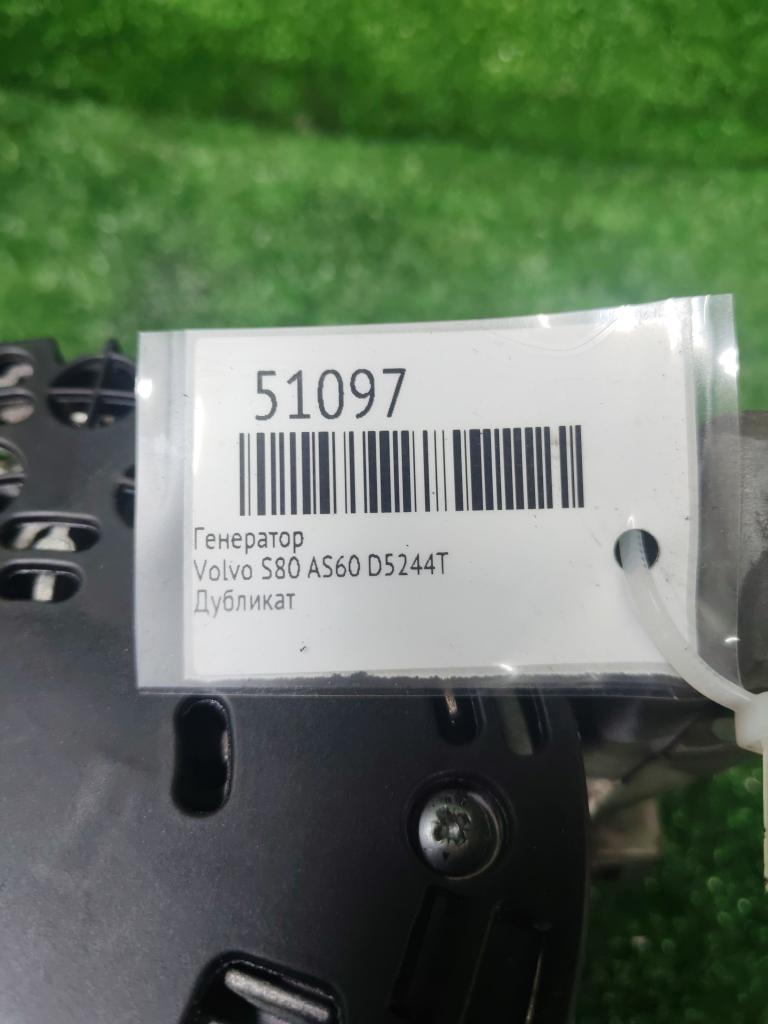 51097
Генератор
Volvo S80 AS60 D5244T
Дубликат